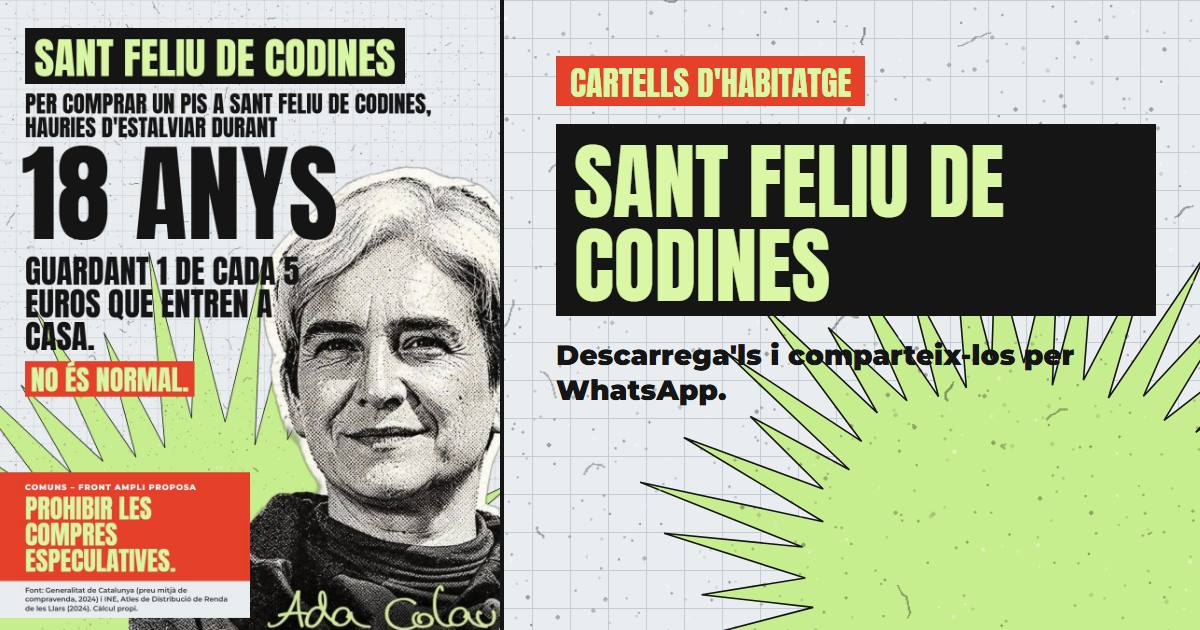 SANT FELIU DE CODINES
PER COMPRAR UN PIS A SANT FELIU DE CODINES,
HAURIES D'ESTALVIAR DURANT
18 ANYS
GUARDANT 1 DE CADA 5
EUROS QUE ENTREN A
CASA.
NO ÉS NORMAL.
COMUNS – FRONT AMPLI PROPOSA
PROHIBIR LES
COMPRES
ESPECULATIVES.
Font: Generalitat de Catalunya (preu mitjà de
compravenda, 2024) i INE, Atles de Distribució de Renda
de les Llars (2024). Càlcul propi.
Ada Colau
CARTELLS D'HABITATGE
SANT FELIU DE
CODINES
Descarrega'ls i comparteix-los per
WhatsApp.